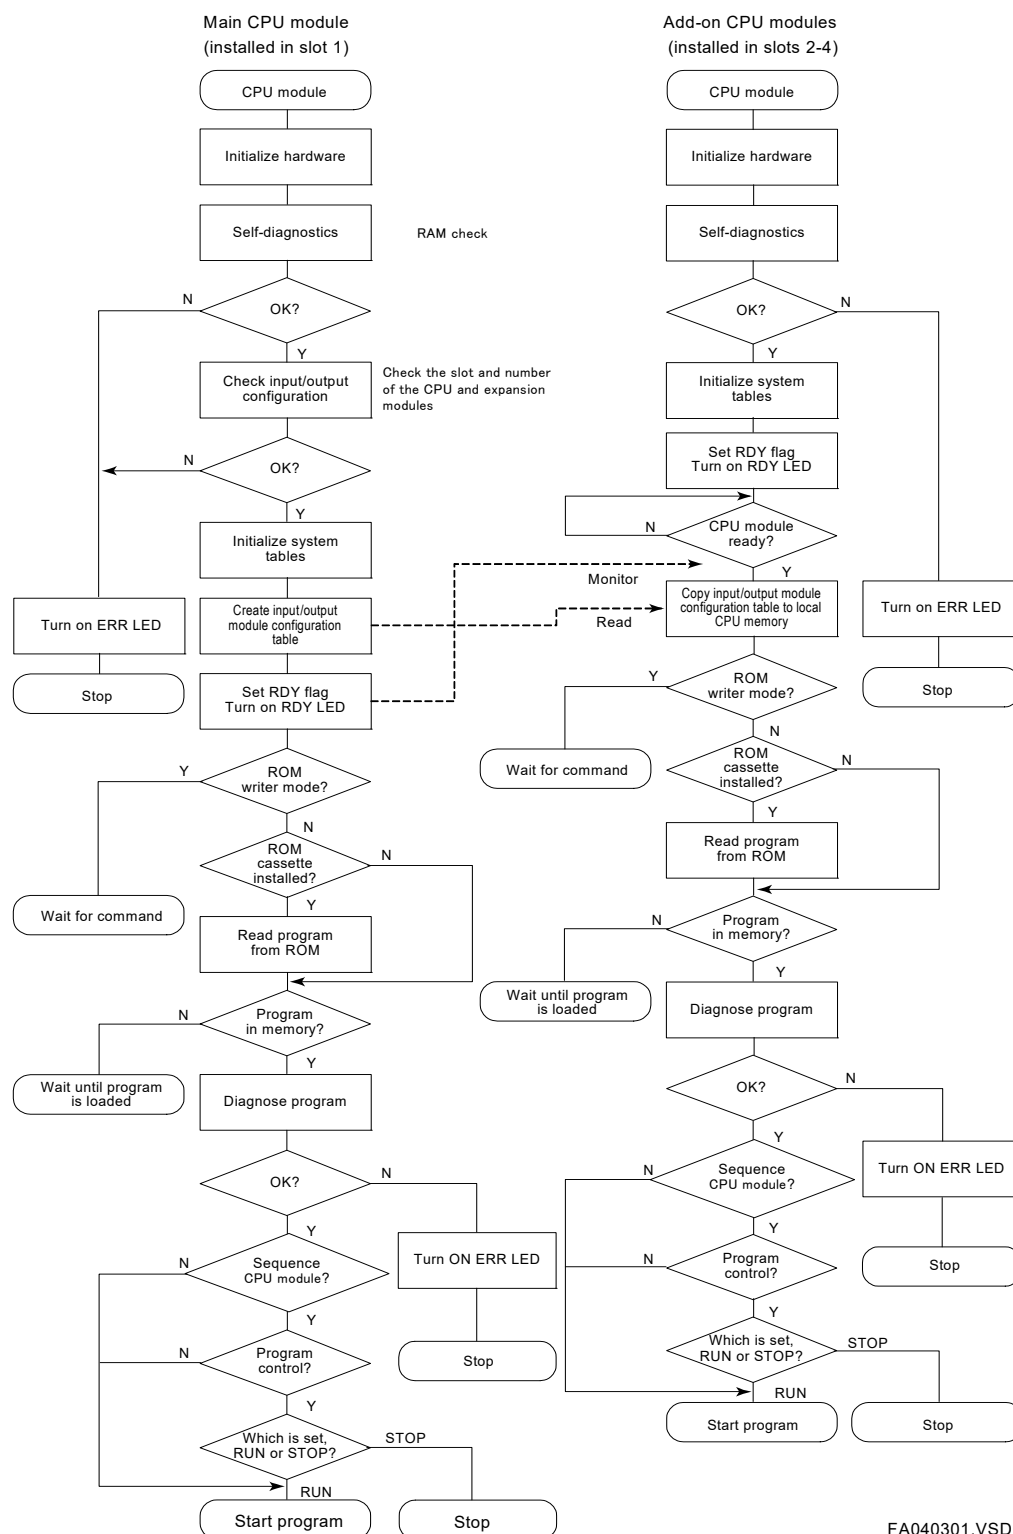 Main CPU module
(installed in slot 1)
CPU module
Initialize hardware
Self-diagnostics
RAM check
N
OK?
Y
Check input/output
configuration
Check the slot and number
of the CPU and expansion
modules
N
OK?
Y
Initialize system
tables
Create input/output
module configuration
table
Turn on ERR LED
Stop
Set RDY flag
Turn on RDY LED
Monitor
Read
Y
ROM
writer mode?
N
ROM
cassette
installed?
N
Y
Wait for command
Read program
from ROM
N
Program
in memory?
Y
Wait until program
is loaded
Diagnose program
OK?
N
Y
N
Sequence
CPU module?
Turn ON ERR LED
Y
N
Program
control?
Stop
Y
Which is set,
RUN or STOP?
STOP
RUN
Start program
Stop
Add-on CPU modules
(installed in slots 2-4)
CPU module
Initialize hardware
Self-diagnostics
OK?
N
Y
Initialize system
tables
Set RDY flag
Turn on RDY LED
N
CPU module
ready?
Y
Copy input/output module
configuration table to local
CPU memory
Turn on ERR LED
Stop
Y
ROM
writer mode?
N
Wait for command
ROM
cassette
installed?
N
Y
Read program
from ROM
N
Program
in memory?
Y
Wait until program
is loaded
Diagnose program
OK?
N
Y
N
Sequence
CPU module?
Turn ON ERR LED
Y
N
Program
control?
Stop
Y
Which is set,
RUN or STOP?
STOP
RUN
Start program
Stop
FA040301.VSD